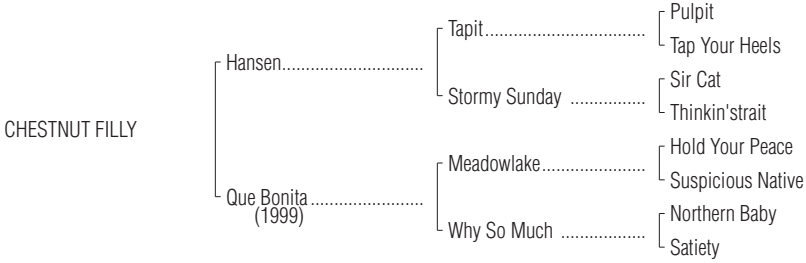 Pulpit
Tapit................................
Tap Your Heels
Hansen............................
Sir Cat
Stormy Sunday ...............
Thinkin'strait
CHESTNUT FILLY
Hold Your Peace
Meadowlake.....................
Suspicious Native
Que Bonita.......................
(1999)
Northern Baby
Why So Much .................
Satiety